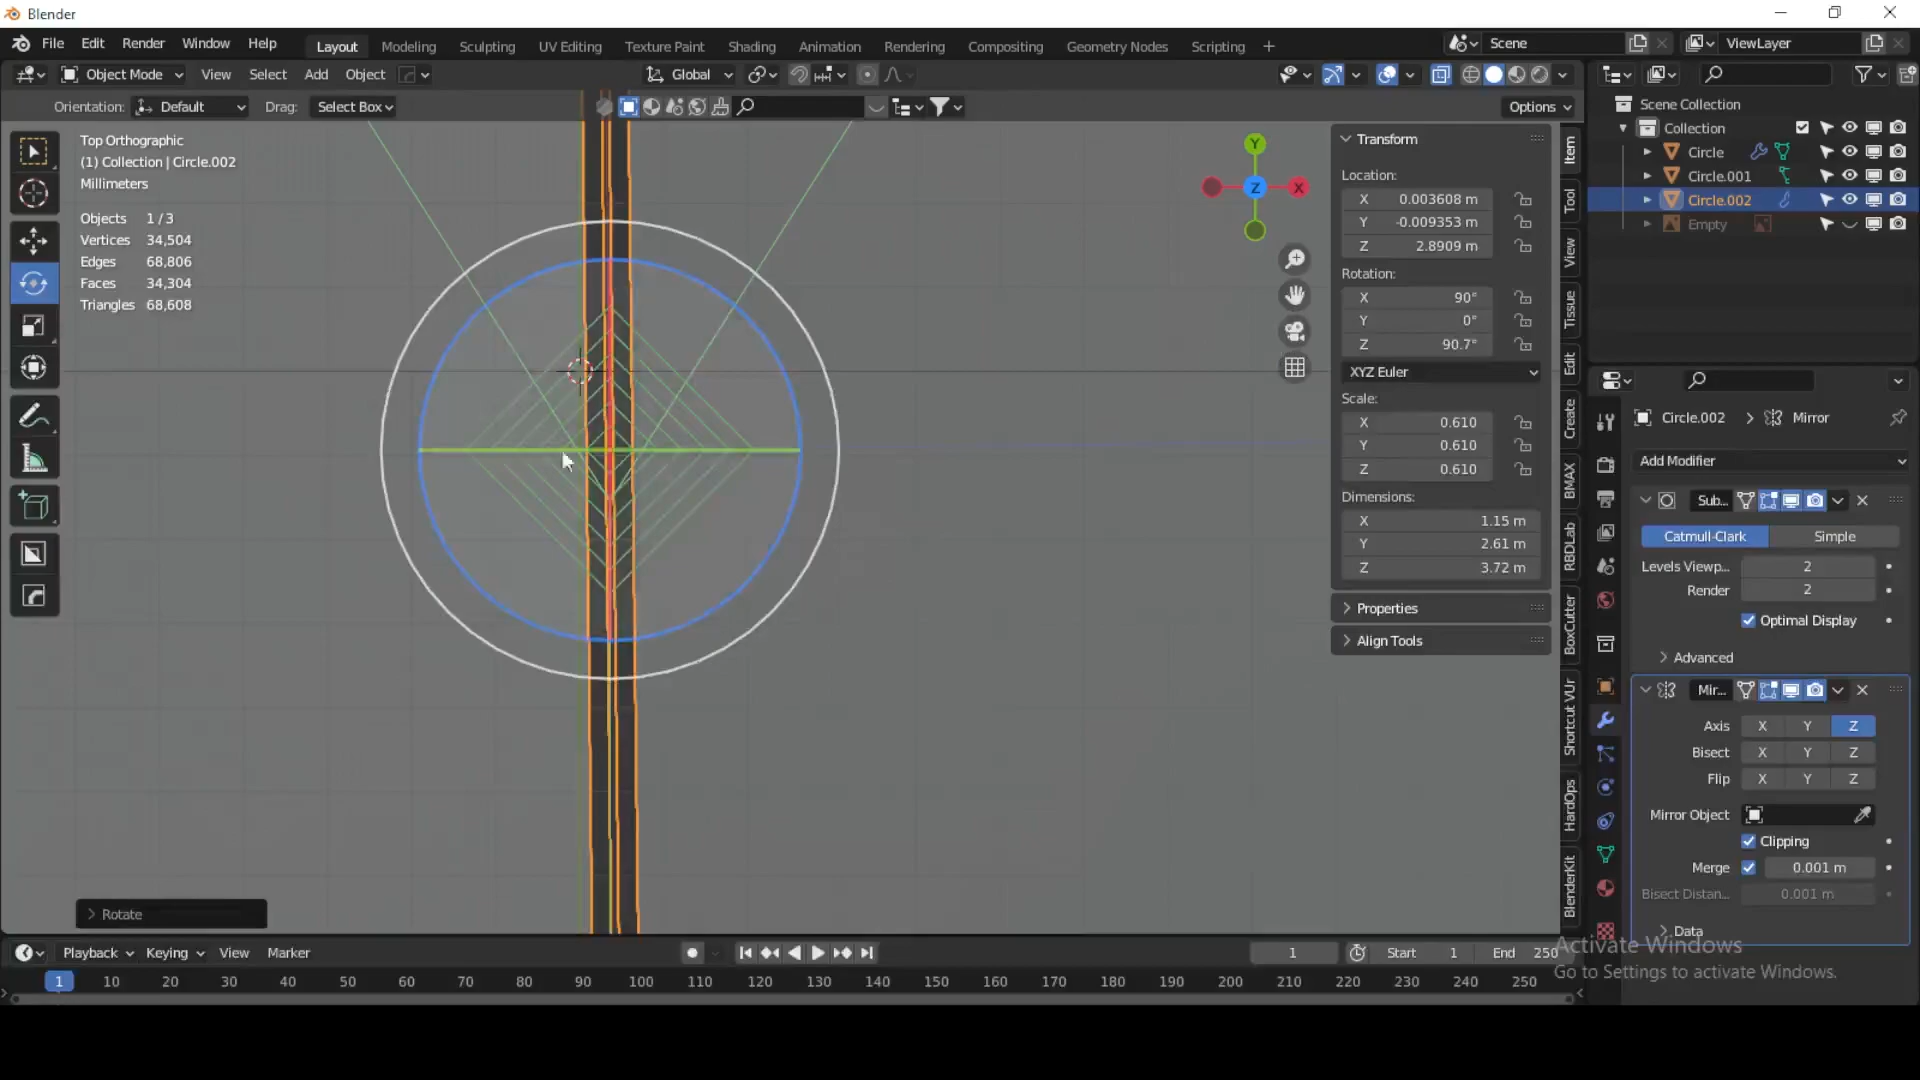 Blender
File Edit Render Window Help Layout Modeling Sculpting UV Editing Texture Paint Shading Animation Rendering Compositing Geometry Nodes Scripting + Scene ViewLayer
Object Mode View Select Add Object Global
Orientation: Default Drag: Select Box Options
Top Orthographic
(1) Collection | Circle.002
Millimeters
Objects 1 / 3
Vertices 34,504
Edges 68,806
Faces 34,304
Triangles 68,608
Y
Z
X
Transform
Location:
X 0.003608 m
Y -0.009353 m
Z 2.8909 m
Rotation:
X 90°
Y 0°
Z 90.7°
XYZ Euler
Scale:
X 0.610
Y 0.610
Z 0.610
Dimensions:
X 1.15 m
Y 2.61 m
Z 3.72 m
Properties
Align Tools
Item
Tool
View
Tissue
Edit
Create
BMAX
RBDLab
BoxCutter
Shortcut VUr
HardOps
BlenderKit
Scene Collection
Collection
Circle
Circle.001
Circle.002
Empty
Circle.002 > Mirror
Add Modifier
Sub...
Catmull-Clark Simple
Levels Viewp... 2
Render 2
Optimal Display
Advanced
Mir...
Axis X Y Z
Bisect X Y Z
Flip X Y Z
Mirror Object
Clipping
Merge 0.001 m
Bisect Distan... 0.001 m
Data
Rotate
Playback Keying View Marker 1 Start 1 End 250
1 10 20 30 40 50 60 70 80 90 100 110 120 130 140 150 160 170 180 190 200 210 220 230 240 250
Activate Windows
Go to Settings to activate Windows.